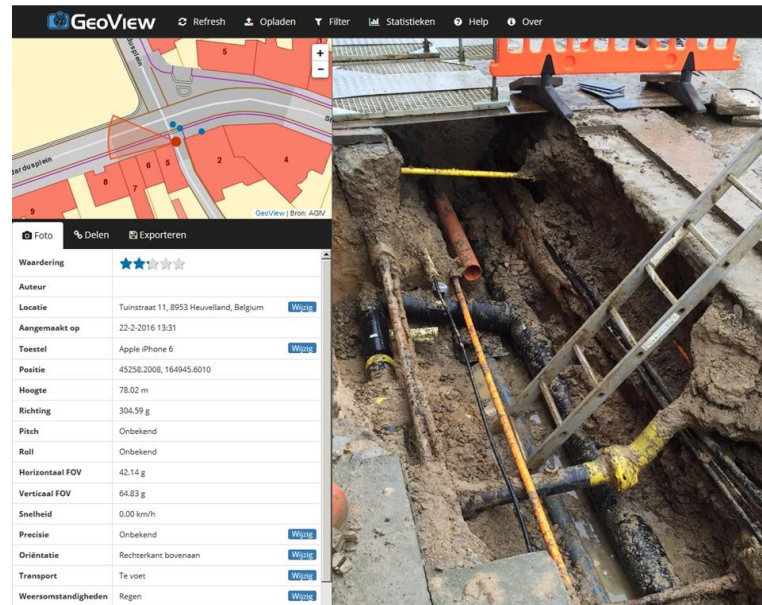 GEOVIEW
Refresh Opladen Filter Statistieken Help Over
5
+
-
6 5
2
4
8
7
9
GeoView | Bron: AGIV
Foto Delen Exporteren
Waardering
Auteur
Locatie Tuinstraat 11, 8953 Heuvelland, Belgium Wijzig
Aangemaakt op 22-2-2016 13:31
Toestel Apple iPhone 6 Wijzig
Positie 45258.2008, 164945.6010
Hoogte 78.02 m
Richting 304.59 g
Pitch Onbekend
Roll Onbekend
Horizontaal FOV 42.14 g
Verticaal FOV 64.83 g
Snelheid 0.00 km/h
Precisie Onbekend Wijzig
Oriëntatie Rechterkant bovenaan Wijzig
Transport Te voet Wijzig
Weersomstandigheden Regen Wijzig